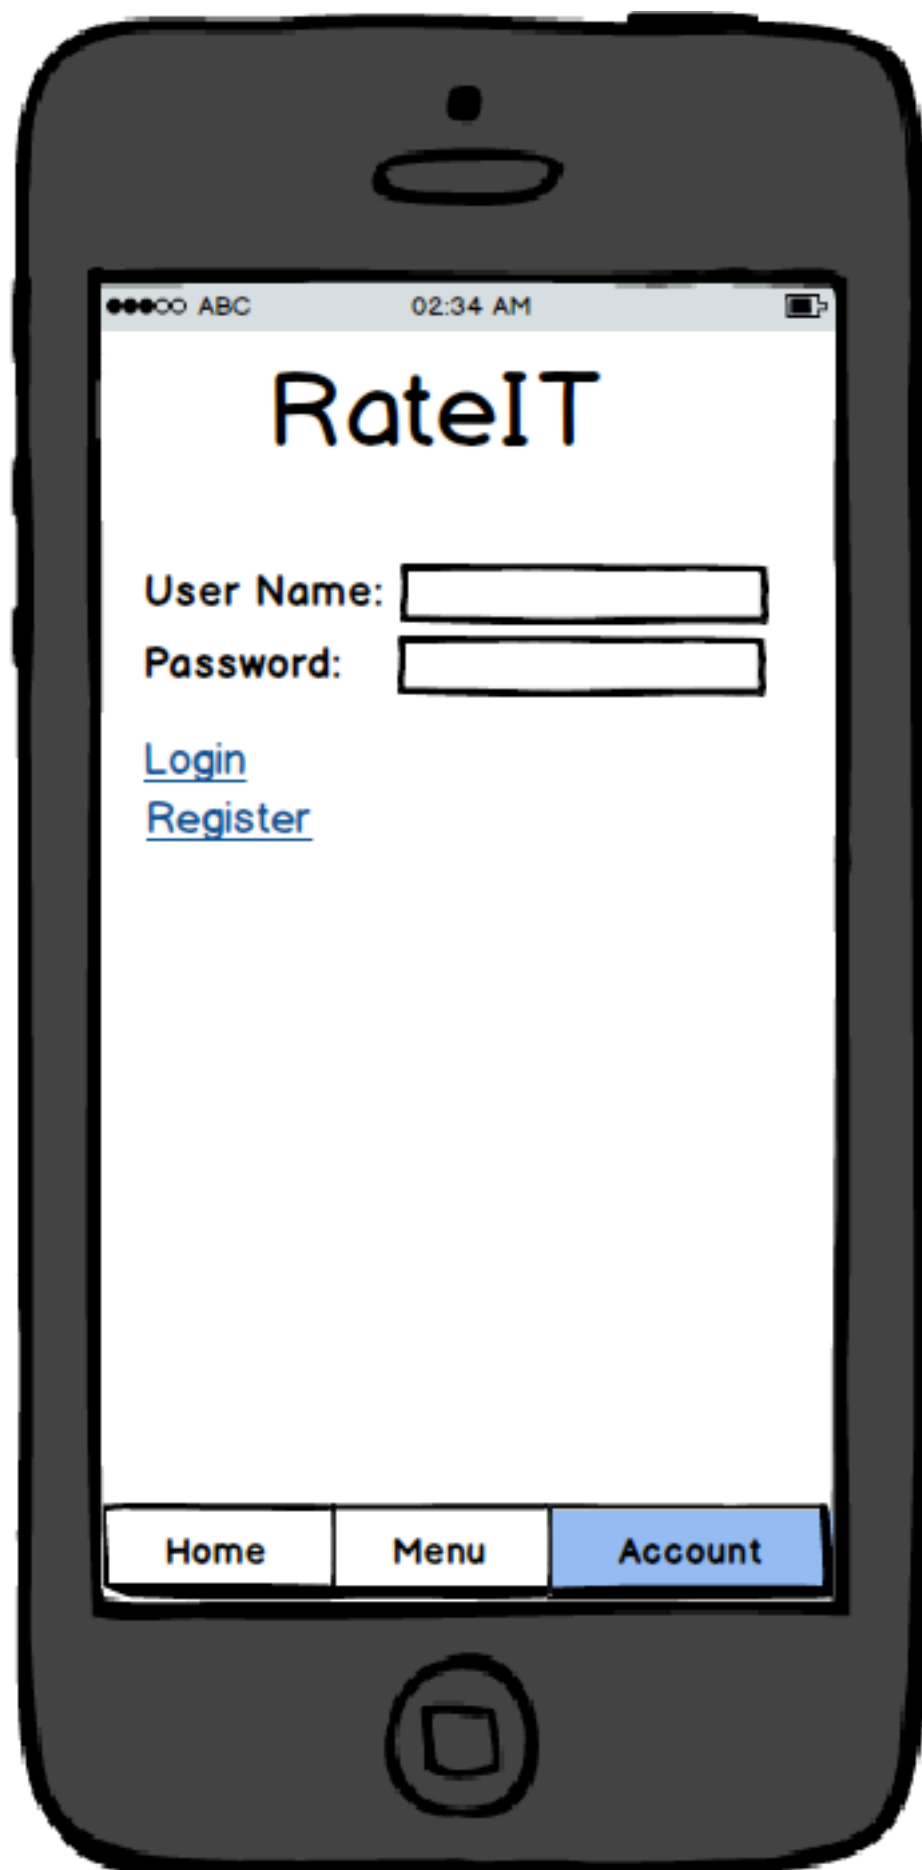 ABC 02:34 AM
RateIT
User Name:
Password:
Login
Register
Home Menu Account